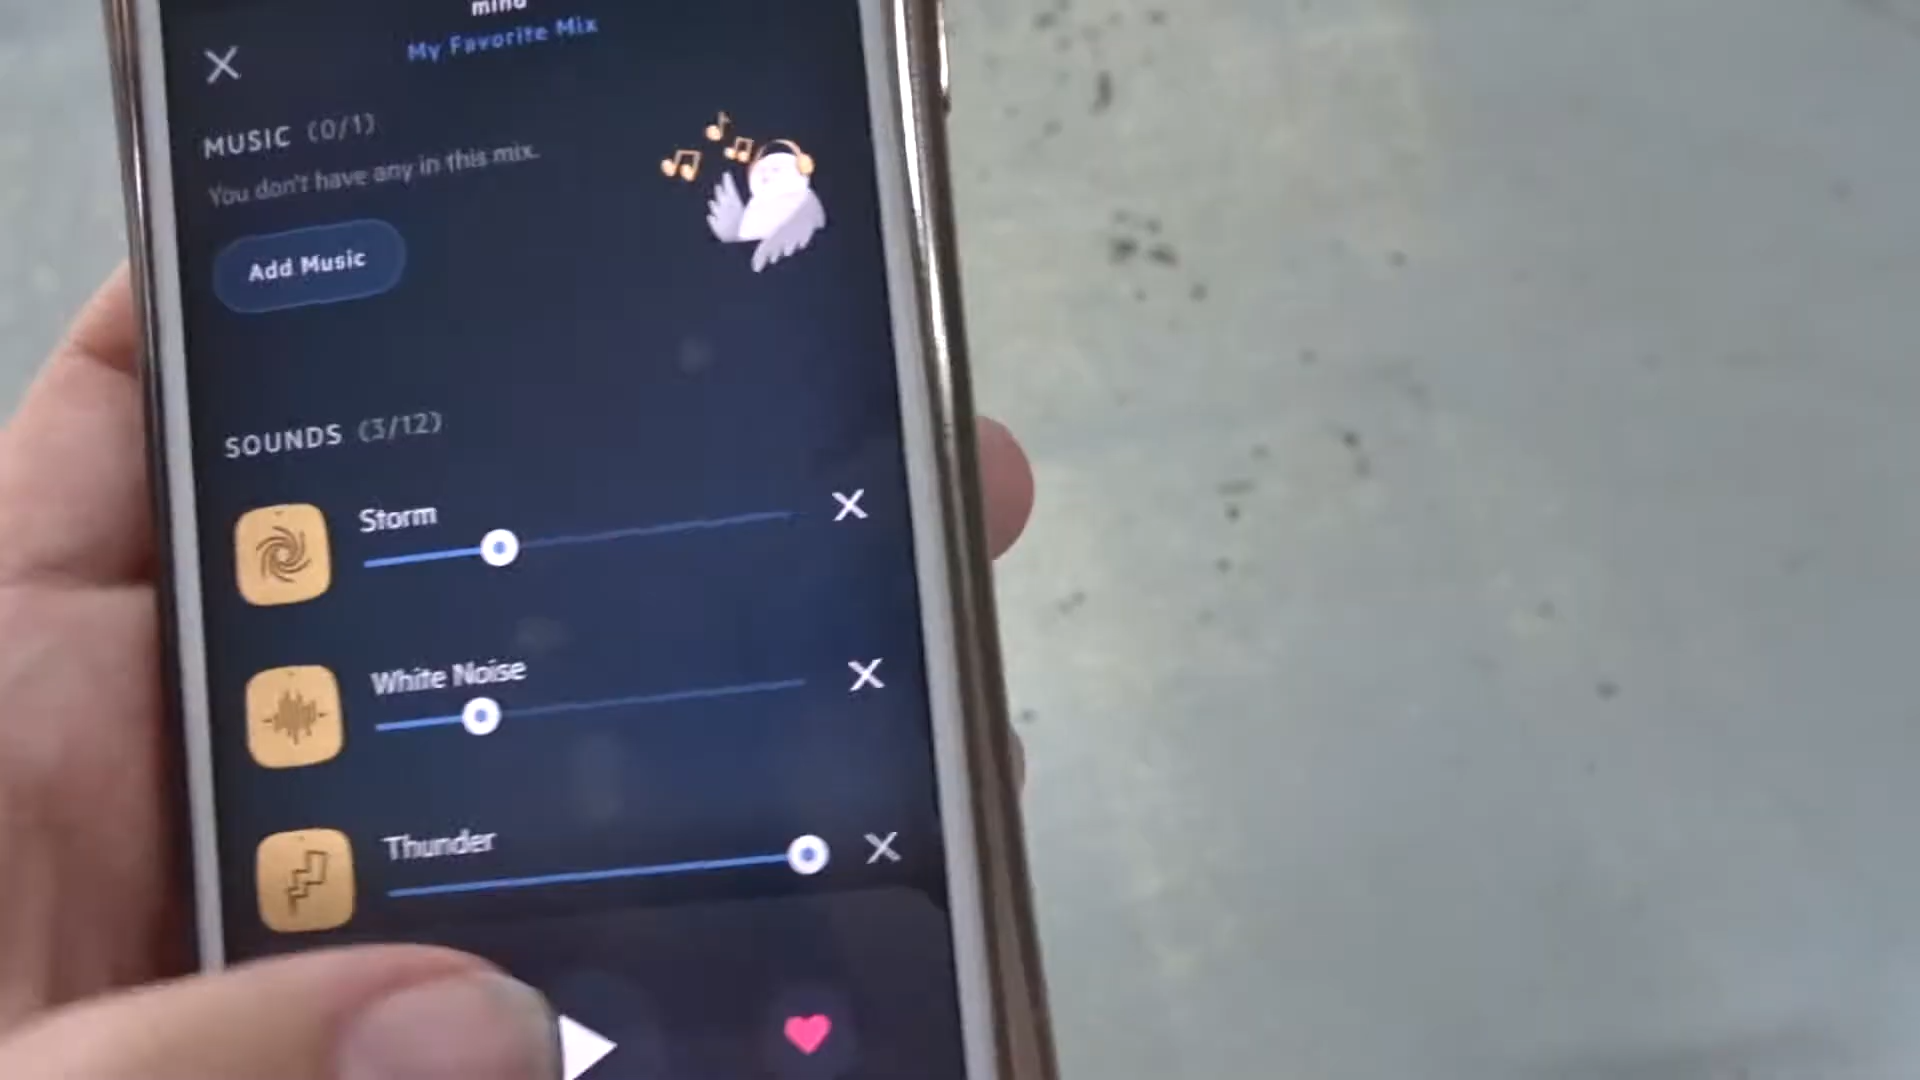 mind
My Favorite Mix
MUSIC (0/1)
You don't have any in this mix.
Add Music
SOUNDS (3/12)
Storm
White Noise
Thunder